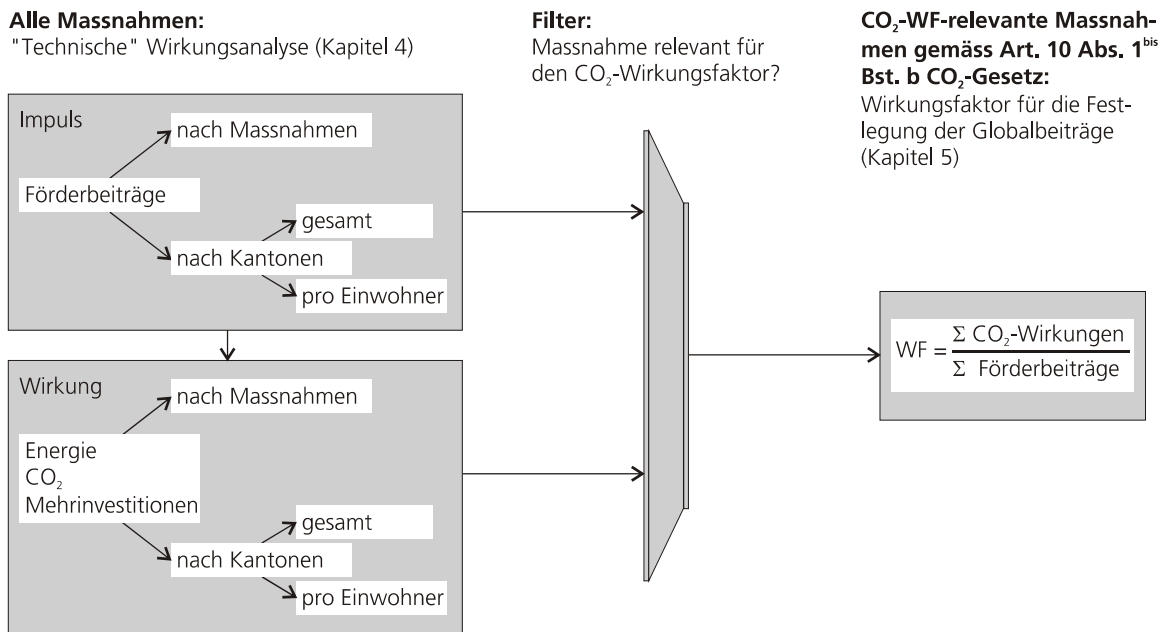 Alle Massnahmen:
"Technische" Wirkungsanalyse (Kapitel 4)
Filter:
Massnahme relevant für
den CO₂-Wirkungsfaktor?
CO₂-WF-relevante Massnah-
men gemäss Art. 10 Abs. 1ᵇⁱˢ
Bst. b CO₂-Gesetz:
Wirkungsfaktor für die Fest-
legung der Globalbeiträge
(Kapitel 5)
Impuls
nach Massnahmen
Förderbeiträge
gesamt
nach Kantonen
pro Einwohner
Wirkung
nach Massnahmen
Energie
CO₂
Mehrinvestitionen
gesamt
nach Kantonen
pro Einwohner
WF = Σ CO₂-Wirkungen
Σ Förderbeiträge